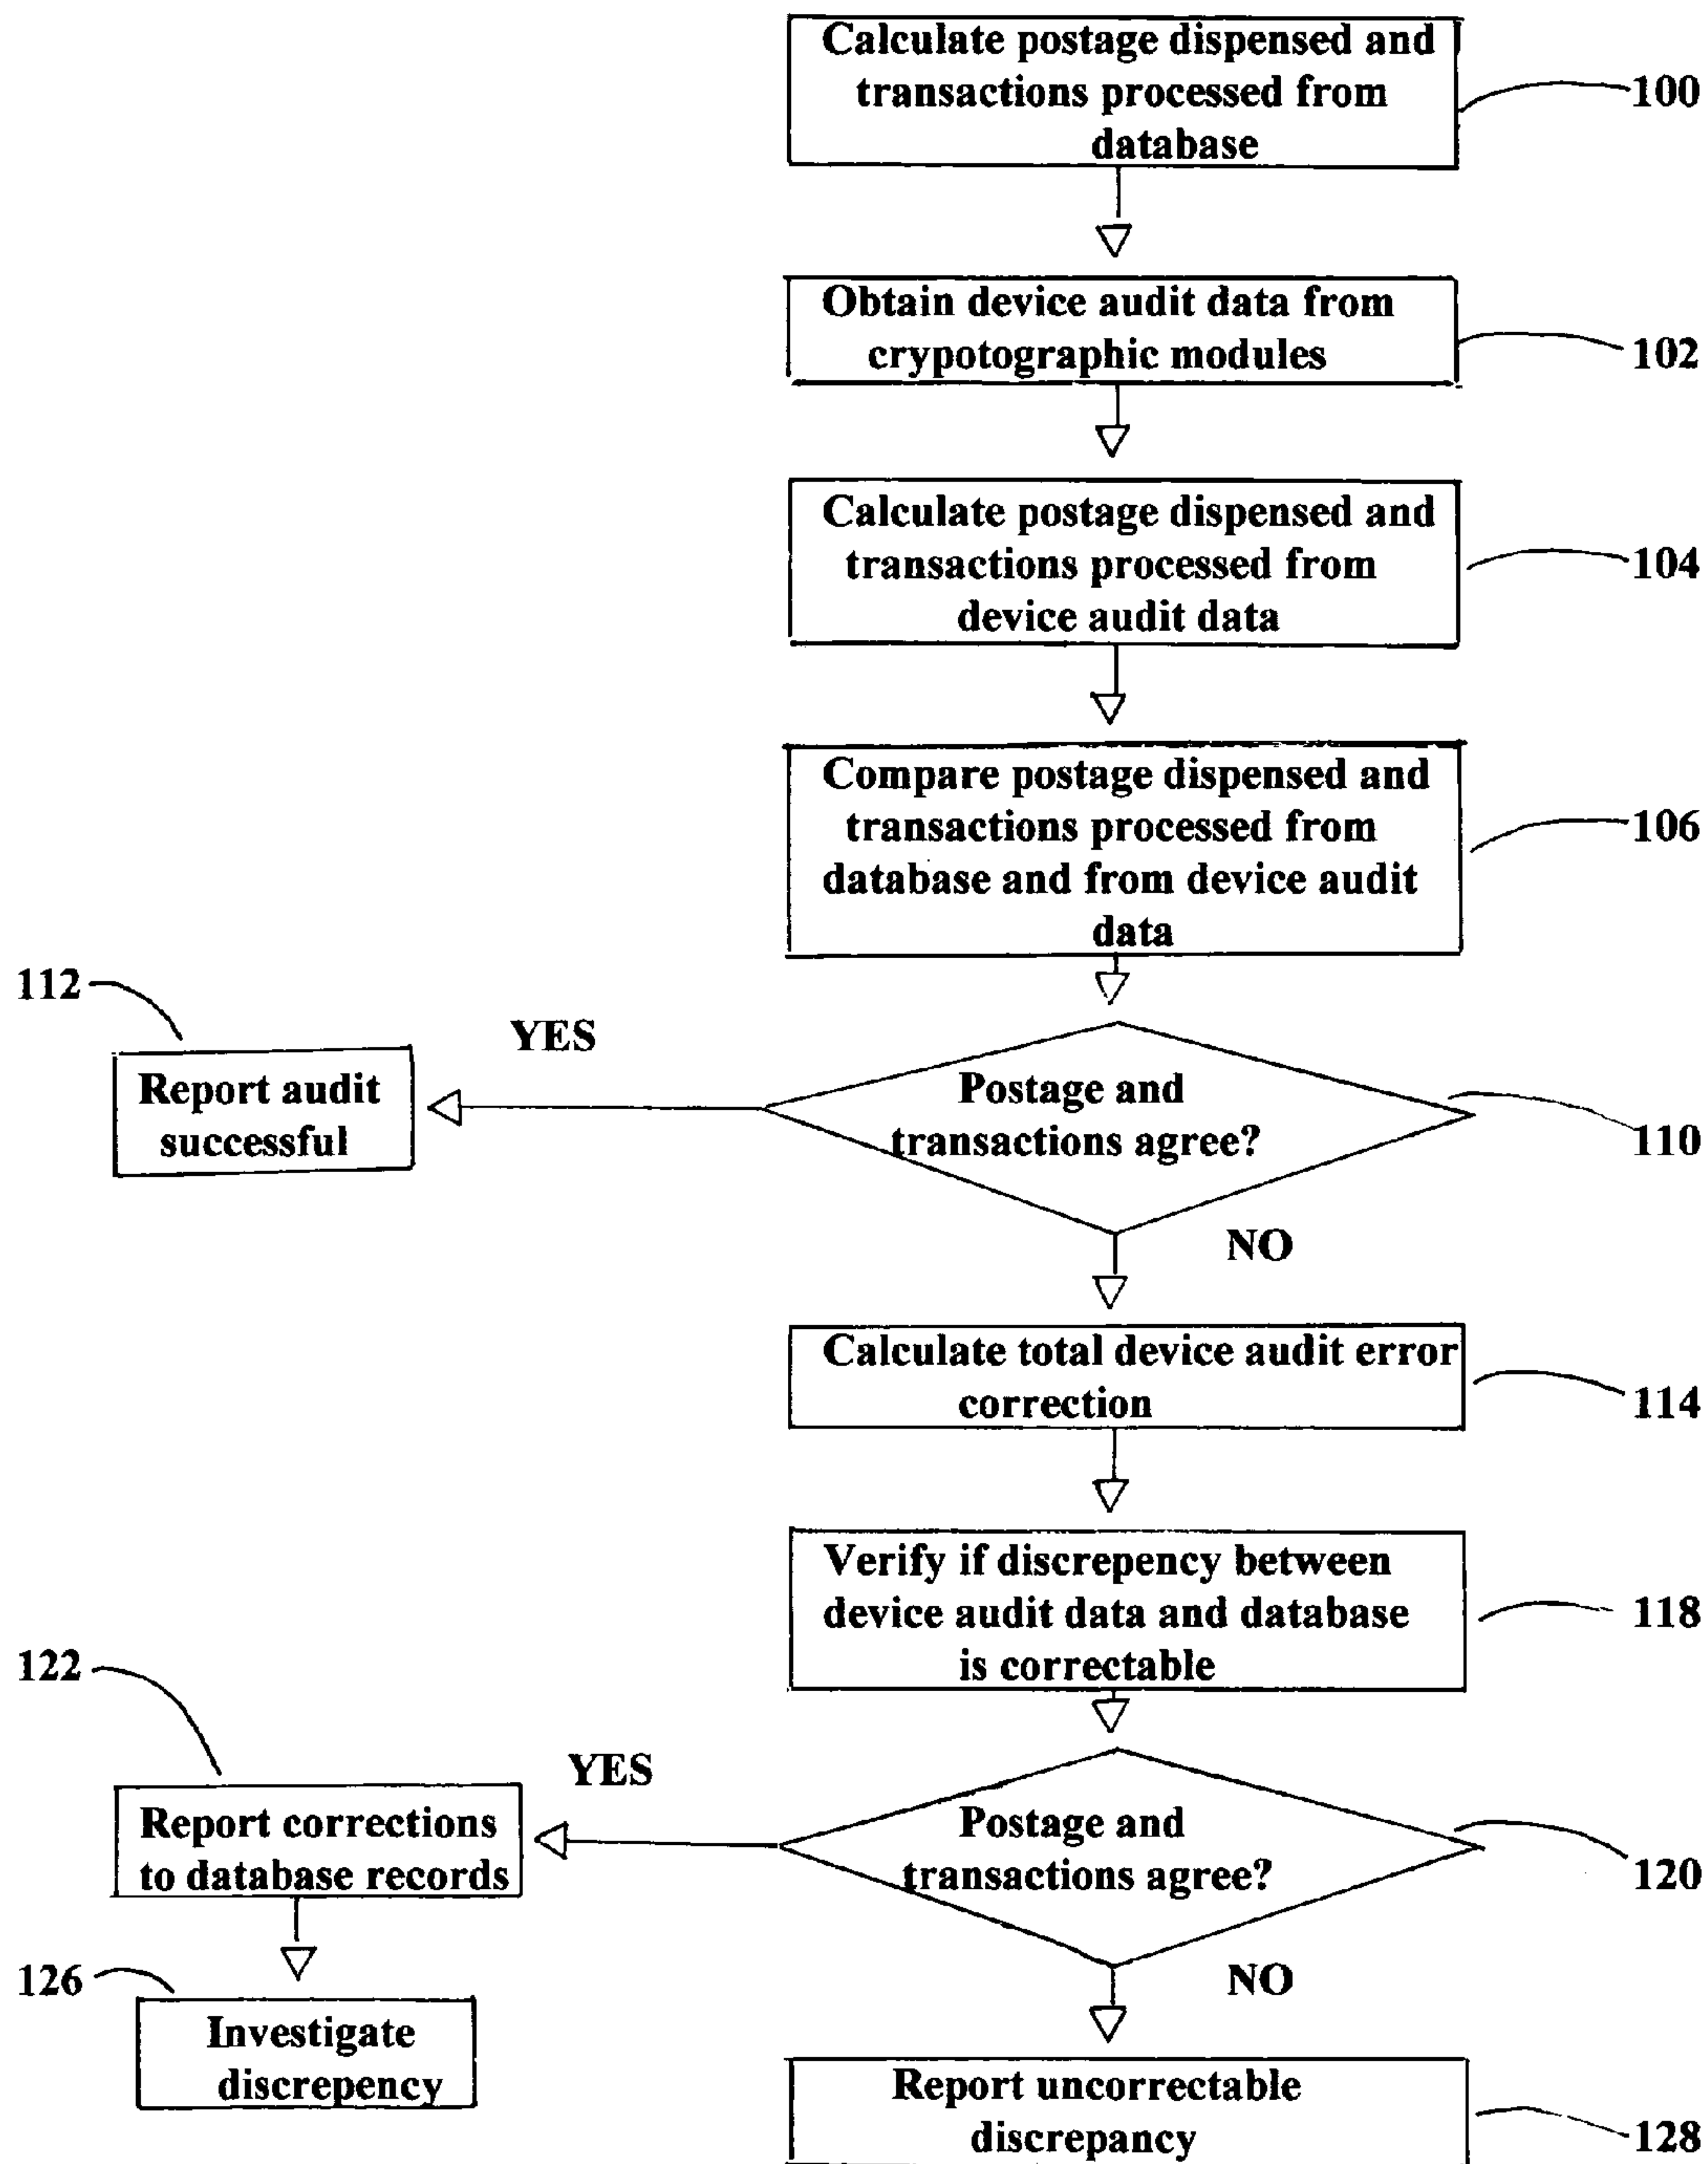 Calculate postage dispensed and
transactions processed from
database
100
Obtain device audit data from
crypotographic modules
102
Calculate postage dispensed and
transactions processed from
device audit data
104
Compare postage dispensed and
transactions processed from
database and from device audit
data
106
112
YES
Report audit
successful
Postage and
transactions agree?
110
NO
Calculate total device audit error
correction
114
Verify if discrepency between
device audit data and database
is correctable
118
122
YES
Report corrections
to database records
Postage and
transactions agree?
120
126
NO
Investigate
discrepency
Report uncorrectable
discrepancy
128